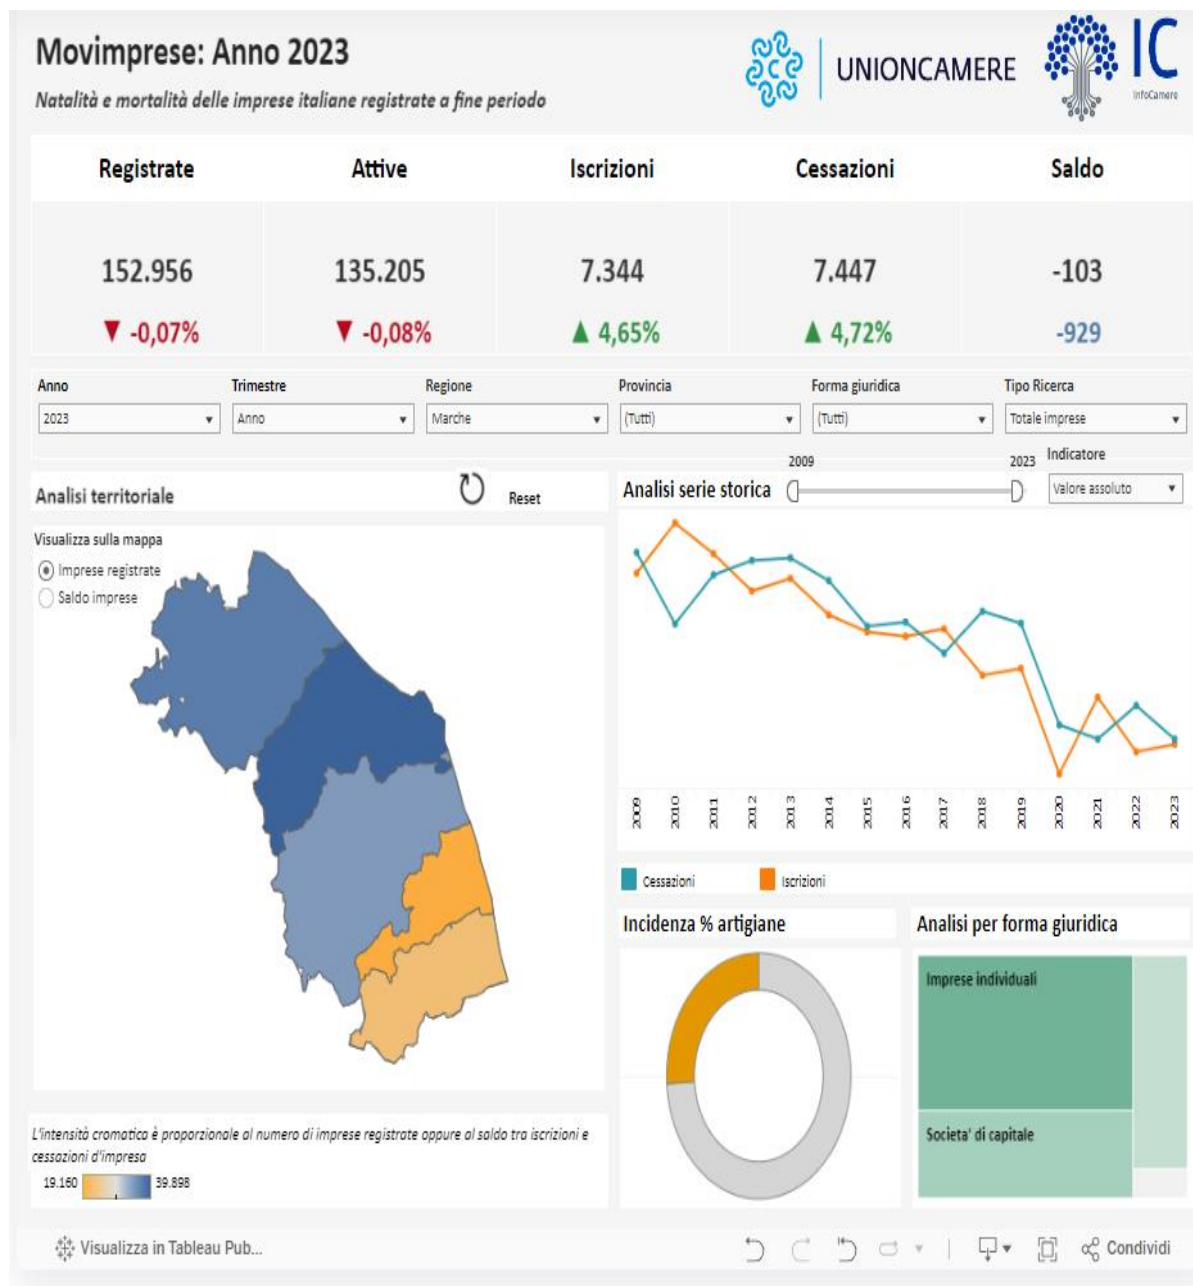 Movimprese: Anno 2023
Natalità e mortalità delle imprese italiane registrate a fine periodo
UNIONCAMERE
IC
InfoCamere
Registrate Attive Iscrizioni Cessazioni Saldo
152.956 135.205 7.344 7.447 -103
▼ -0,07% ▼ -0,08% ▲ 4,65% ▲ 4,72% -929
Anno Trimestre Regione Provincia Forma giuridica Tipo Ricerca
2023 Anno Marche (Tutti) (Tutti) Totale imprese
Analisi territoriale
Reset
Visualizza sulla mappa
Imprese registrate
Saldo imprese
L'intensità cromatica è proporzionale al numero di imprese registrate oppure al saldo tra iscrizioni e
cessazioni d'impresa
19.160 39.898
Analisi serie storica
2009 2023
Indicatore
Valore assoluto
2009 2010 2011 2012 2013 2014 2015 2016 2017 2018 2019 2020 2021 2022 2023
Cessazioni Iscrizioni
Incidenza % artigiane
Analisi per forma giuridica
Imprese individuali
Societa' di capitale
Visualizza in Tableau Pub...
Condividi